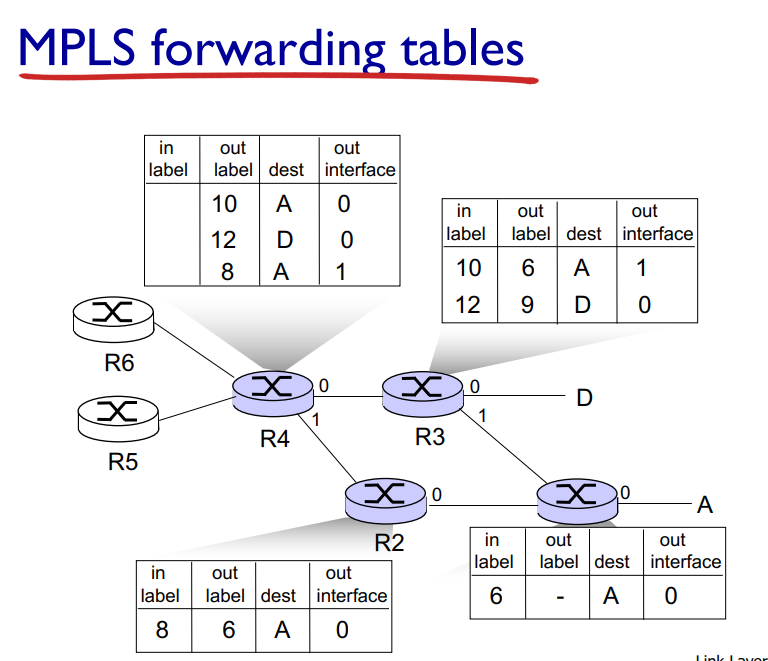 MPLS forwarding tables
in out out
label label dest interface
10 A 0
12 D 0
8 A 1
in out out
label label dest interface
10 6 A 1
12 9 D 0
R6
0 0 D
1 1
R4 R3
R5
0 0 A
R2
in out out
label label dest interface
6 - A 0
in out out
label label dest interface
8 6 A 0
Link Layer